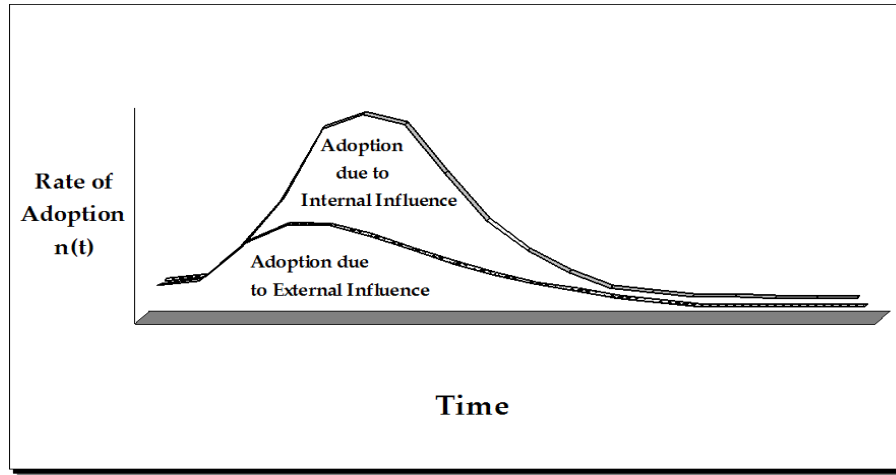 Rate of
Adoption
n(t)
Adoption
due to
Internal Influence
Adoption due
to External Influence
Time